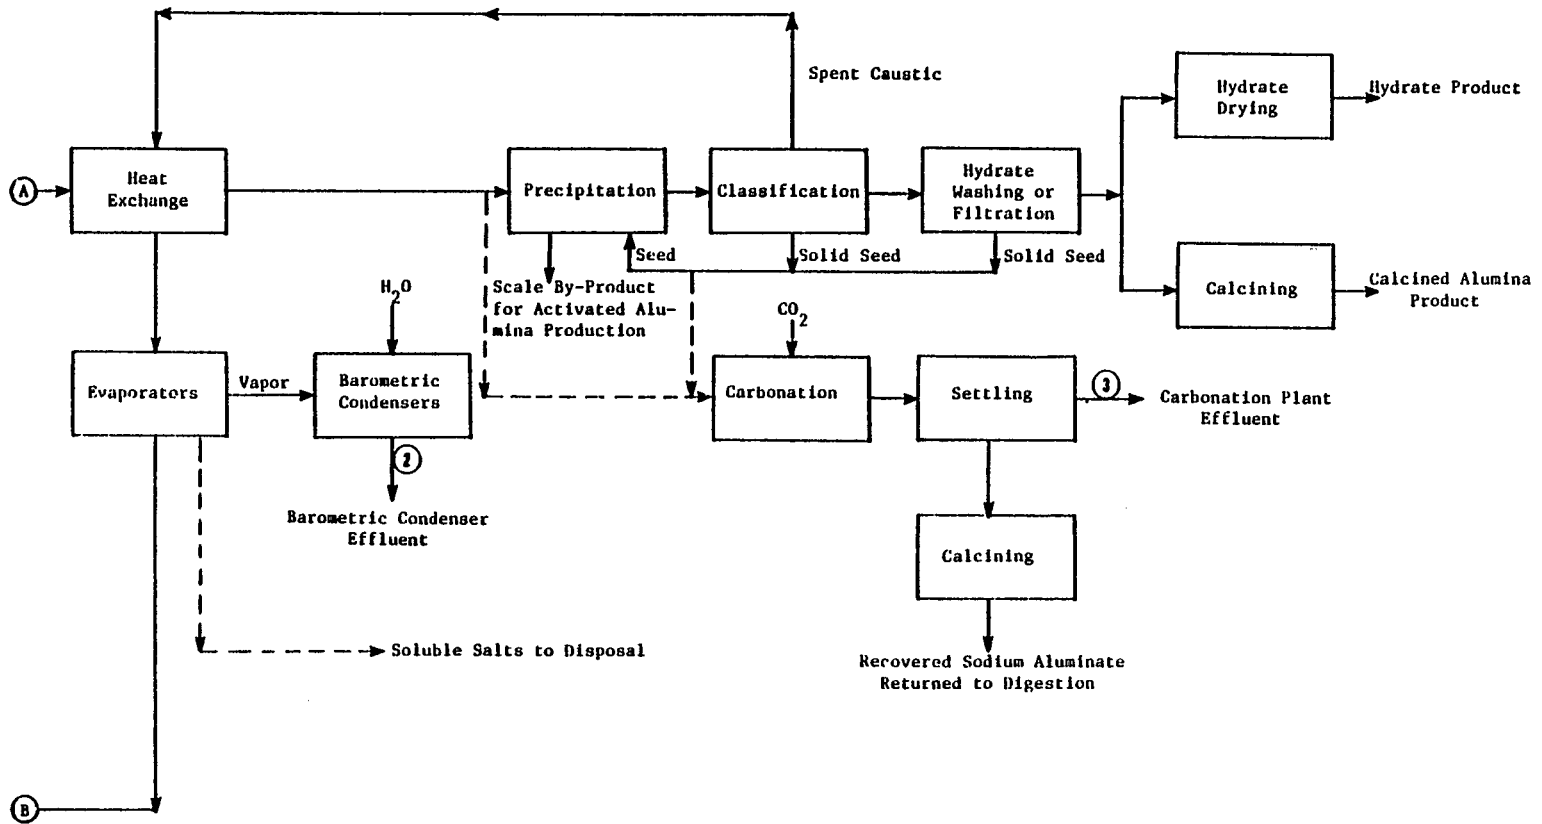 Spent Caustic
Hydrate
Drying
Hydrate Product
A
Heat
Exchange
Precipitation
Classification
Hydrate
Washing or
Filtration
Seed
Solid Seed
Solid Seed
Scale By-Product
for Activated Alu-
mina Production
Calcining
Calcined Alumina
Product
H2O
CO2
Evaporators
Vapor
Barometric
Condensers
Carbonation
Settling
3
Carbonation Plant
Effluent
2
Barometric Condenser
Effluent
Calcining
Soluble Salts to Disposal
Recovered Sodium Aluminate
Returned to Digestion
B